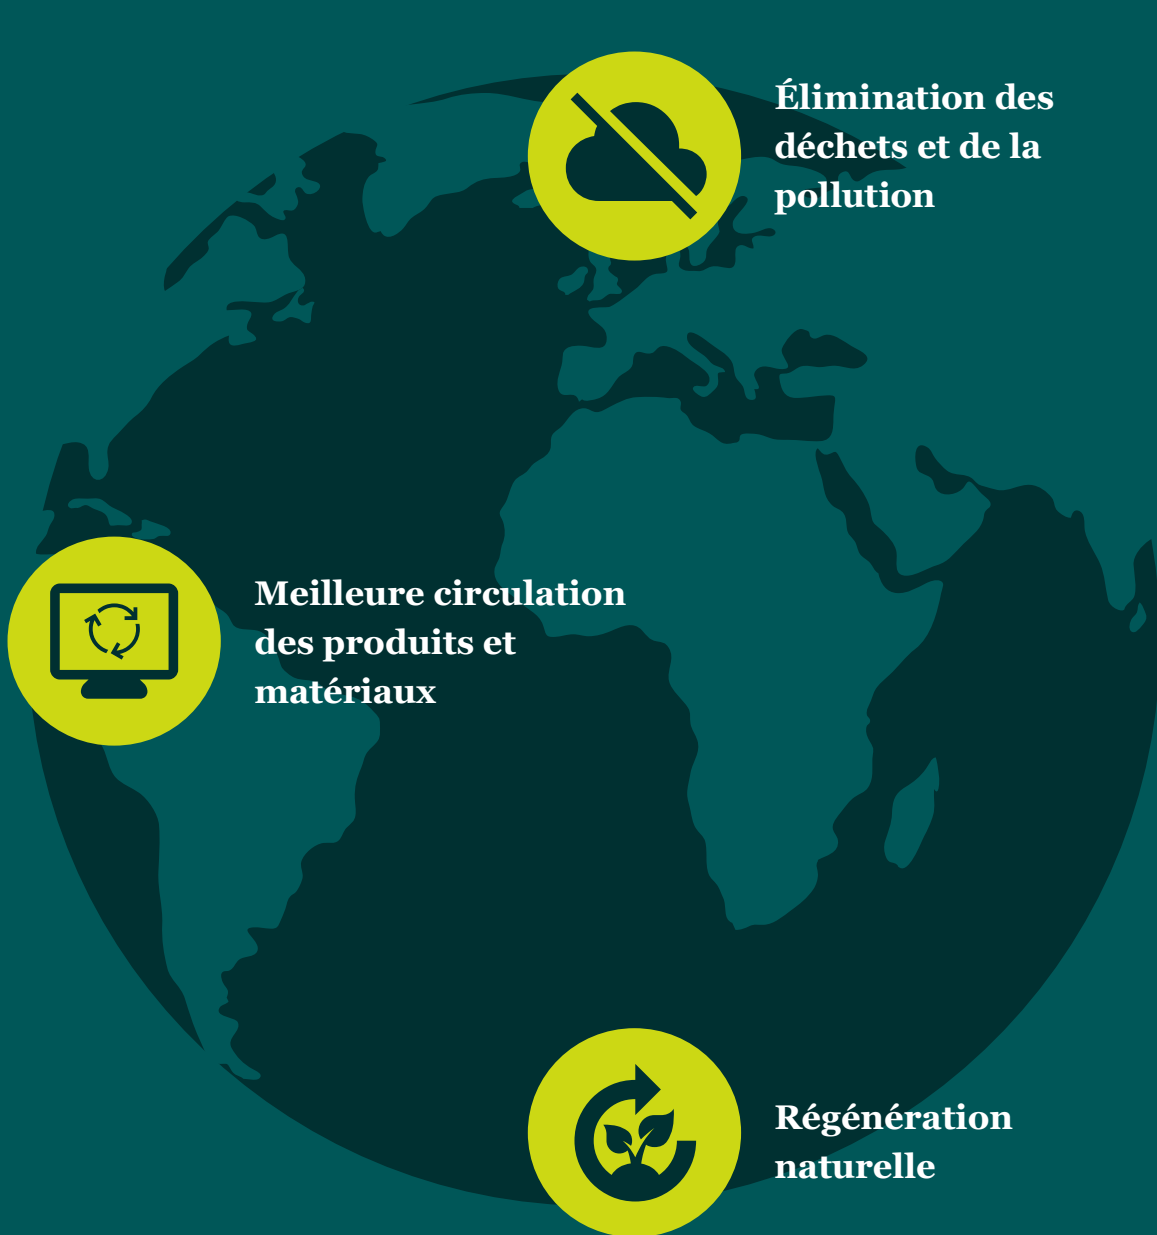 Élimination des
déchets et de la
pollution
Meilleure circulation
des produits et
matériaux
Régénération
naturelle